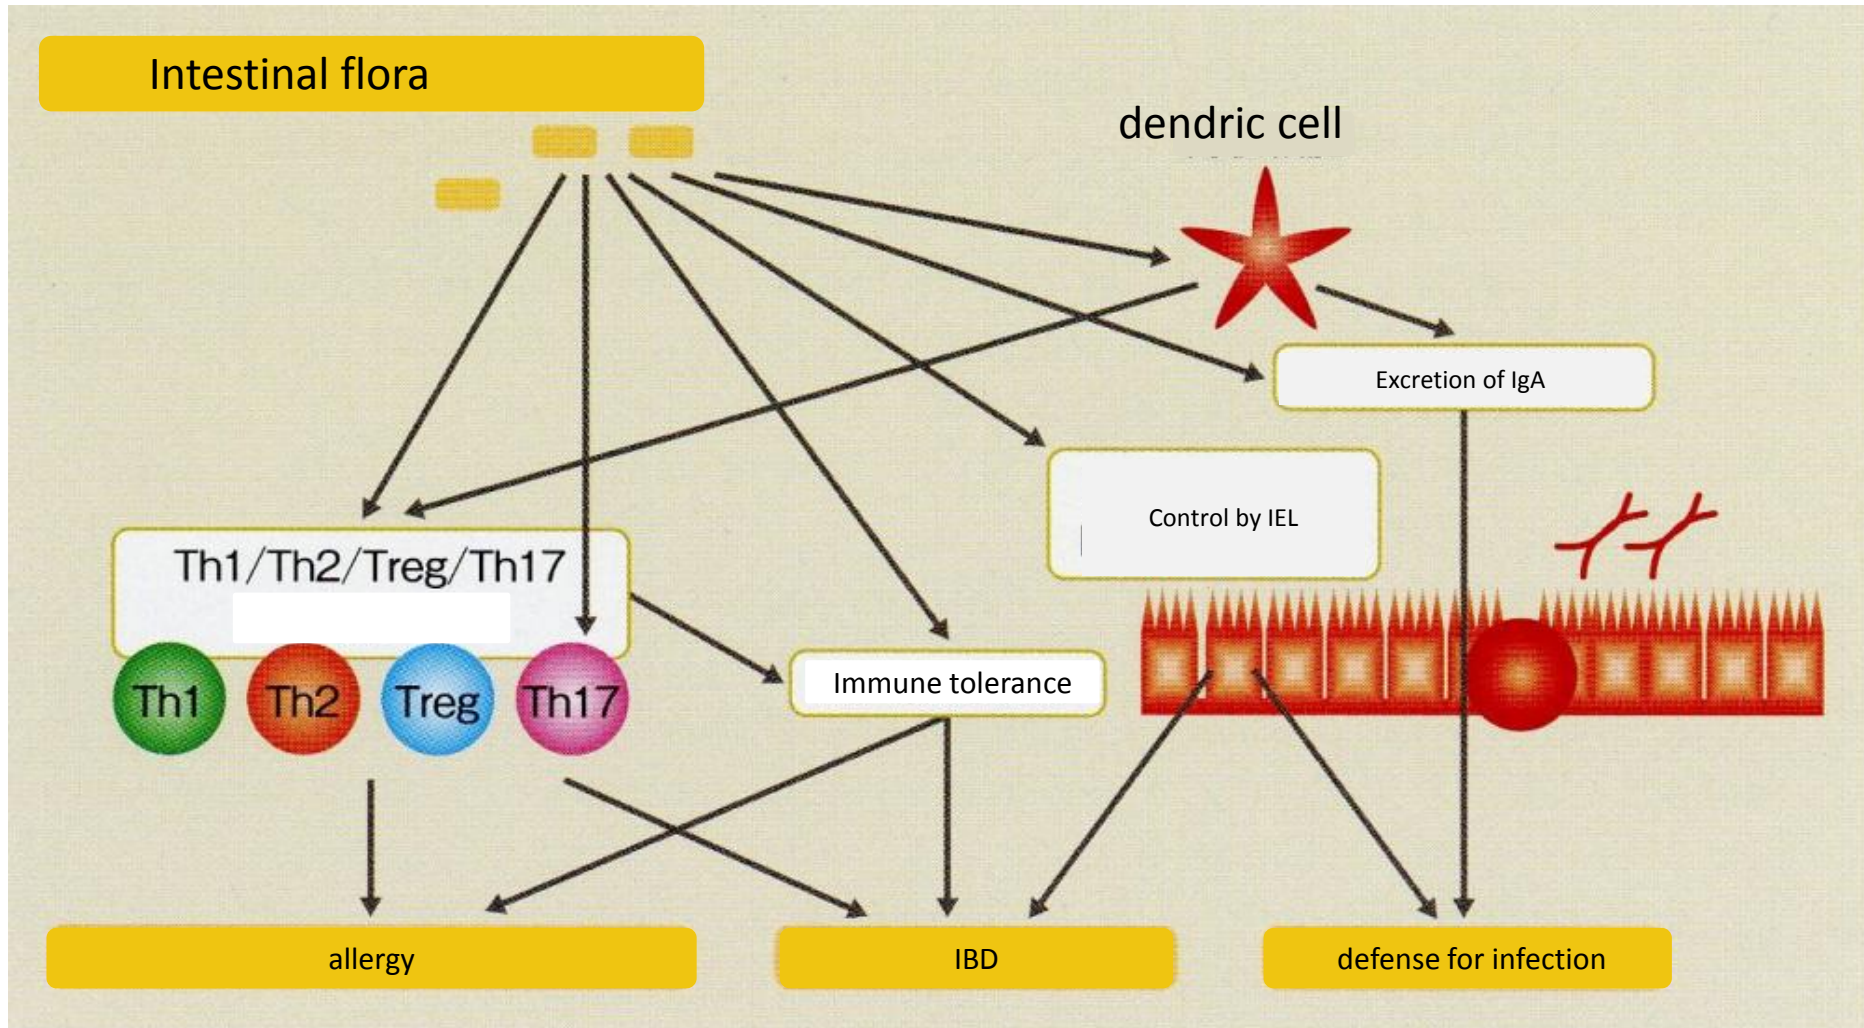 Intestinal flora
dendric cell
Excretion of IgA
Control by IEL
Th1/Th2/Treg/Th17
Th1
Th2
Treg
Th17
Immune tolerance
allergy
IBD
defense for infection